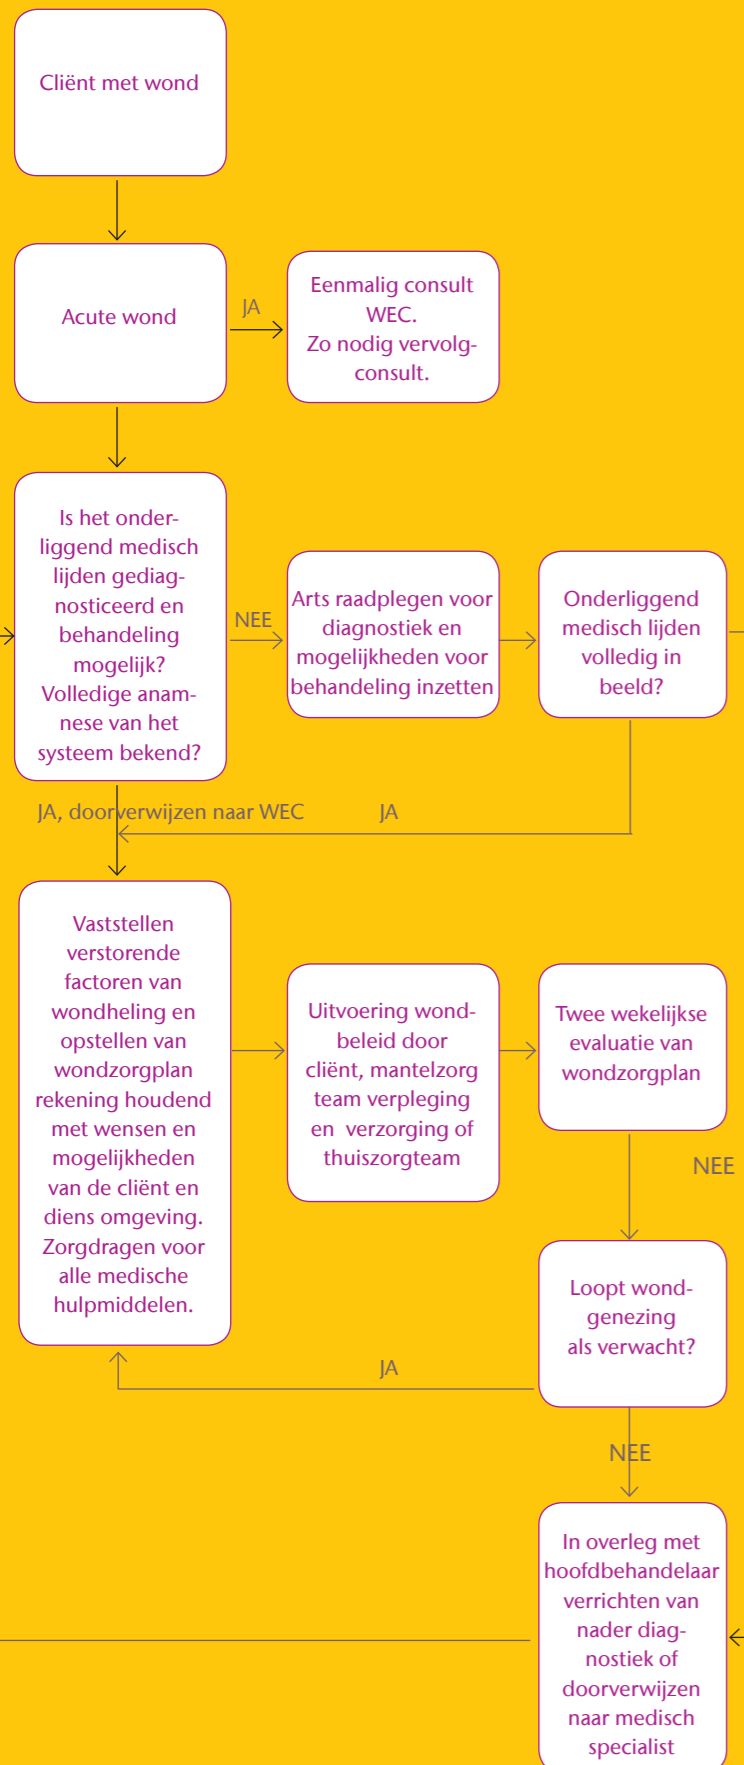 Cliënt met wond
Acute wond
JA
Eenmalig consult
WEC.
Zo nodig vervolg-
consult.
Is het onder-
liggend medisch
lijden gediag-
nosticeerd en
behandeling
mogelijk?
Volledige anam-
nese van het
systeem bekend?
NEE
Arts raadplegen voor
diagnostiek en
mogelijkheden voor
behandeling inzetten
Onderliggend
medisch lijden
volledig in
beeld?
JA, doorverwijzen naar WEC
JA
Vaststellen
verstorende
factoren van
wondheling en
opstellen van
wondzorgplan
rekening houdend
met wensen en
mogelijkheden
van de cliënt en
diens omgeving.
Zorgdragen voor
alle medische
hulpmiddelen.
Uitvoering wond-
beleid door
cliënt, mantelzorg
team verpleging
en verzorging of
thuiszorgteam
Twee wekelijkse
evaluatie van
wondzorgplan
NEE
Loopt wond-
genezing
als verwacht?
JA
NEE
In overleg met
hoofdbehandelaar
verrichten van
nader diag-
nostiek of
doorverwijzen
naar medisch
specialist